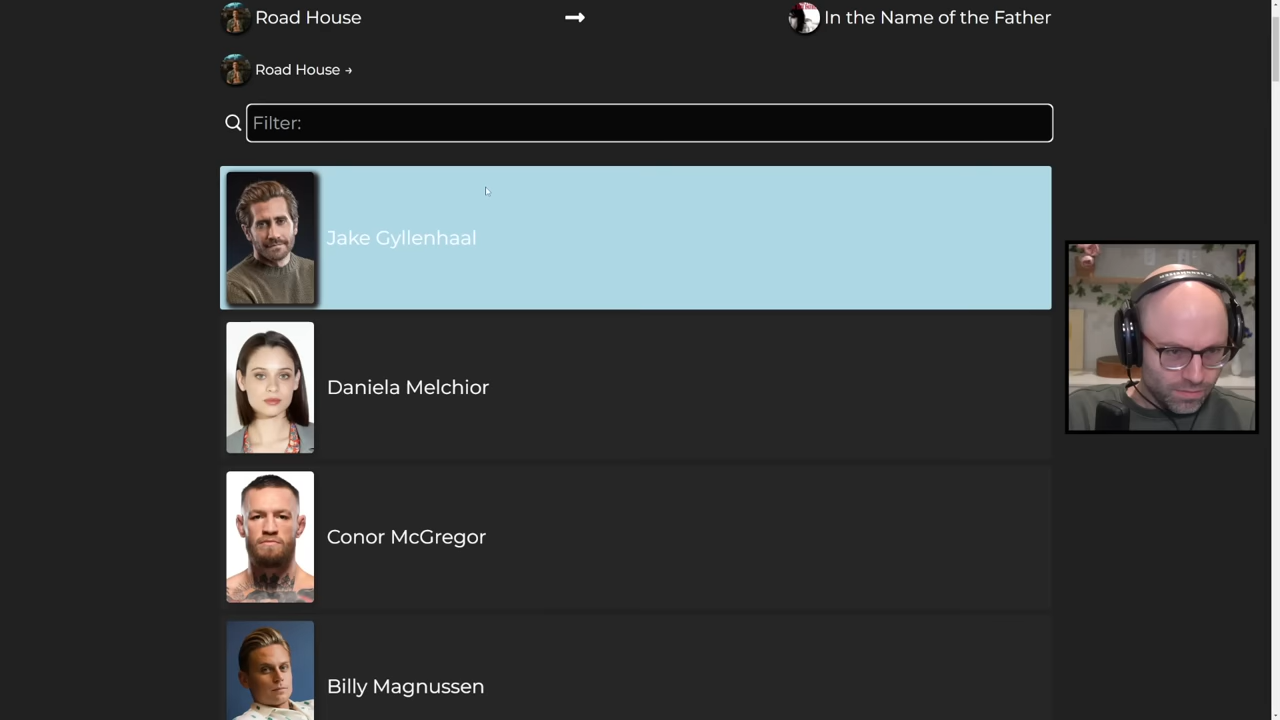 Road House
In the Name of the Father
Road House →
Filter:
Jake Gyllenhaal
Daniela Melchior
Conor McGregor
Billy Magnussen